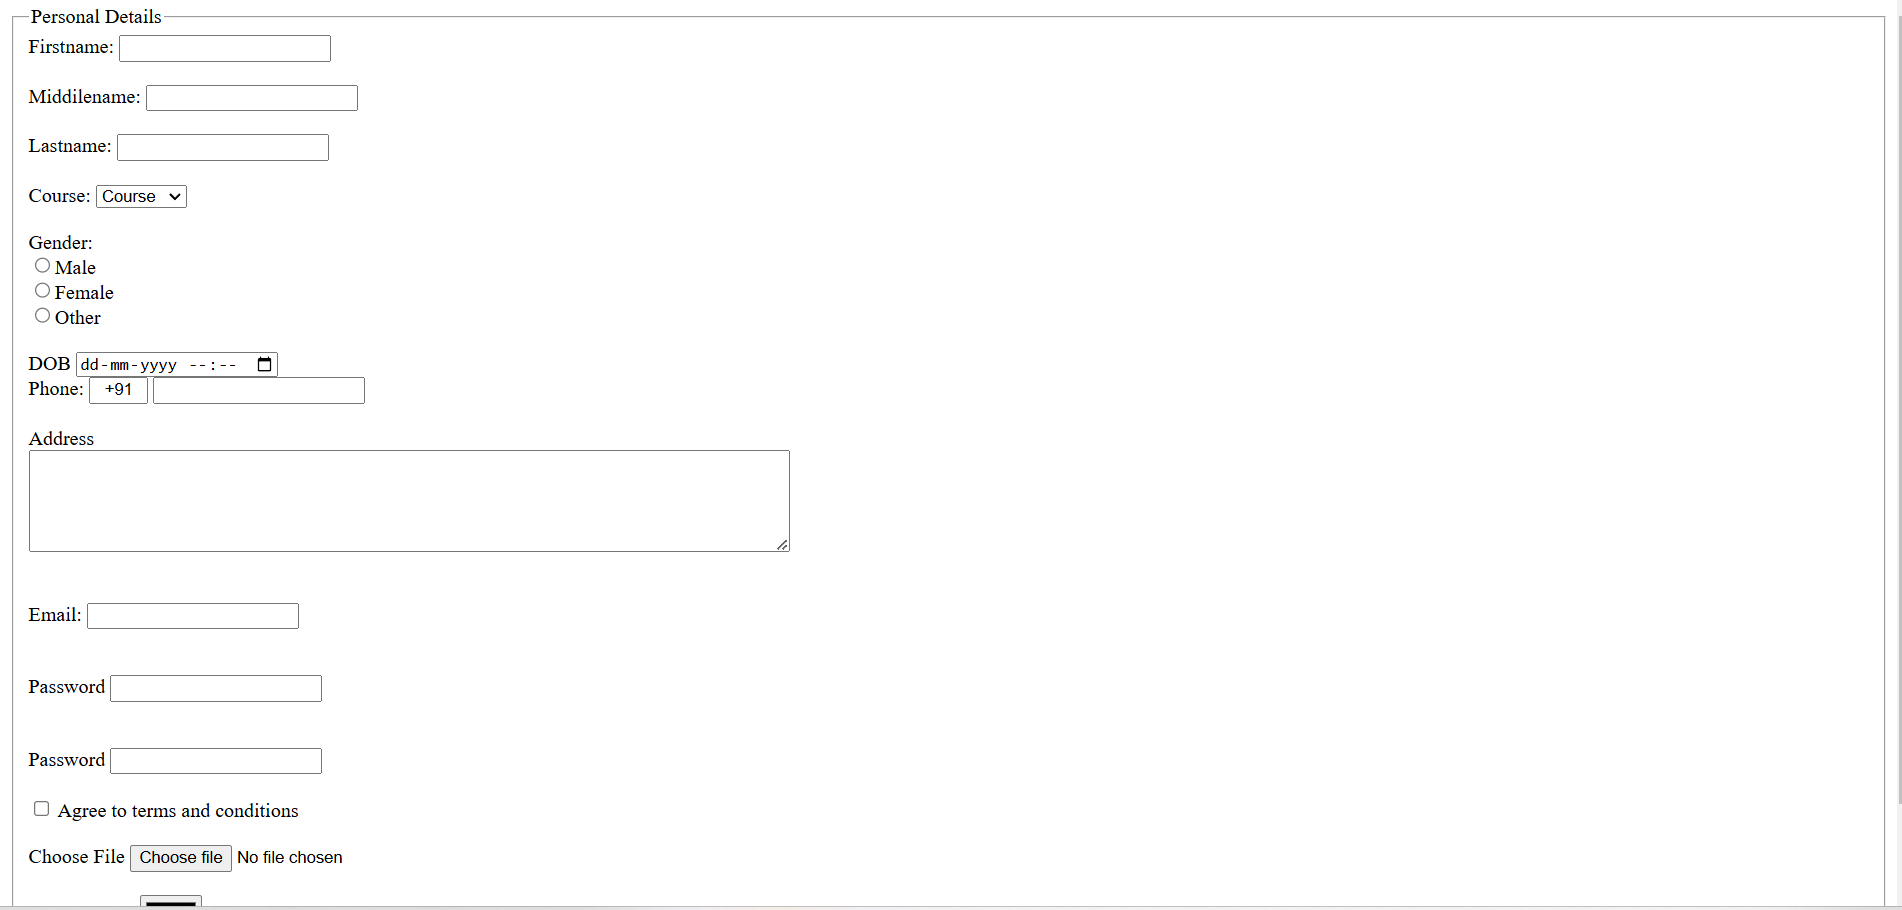 Personal Details
Firstname:
Middilename:
Lastname:
Course: Course
Gender:
Male
Female
Other
DOB dd-mm-yyyy --:--
Phone: +91
Address
Email:
Password
Password
Agree to terms and conditions
Choose File Choose file No file chosen